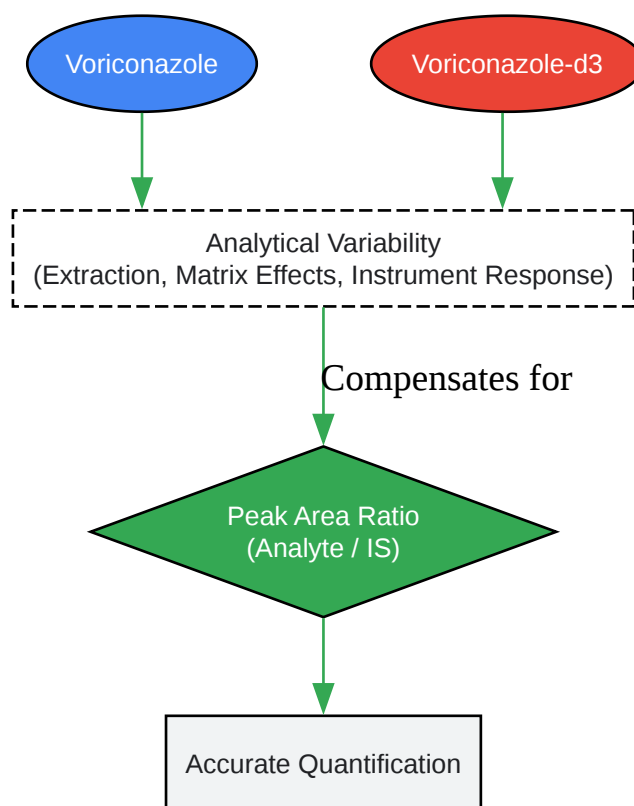 Voriconazole
Voriconazole-d3
Analytical Variability
(Extraction, Matrix Effects, Instrument Response)
Compensates for
Peak Area Ratio
(Analyte / IS)
Accurate Quantification